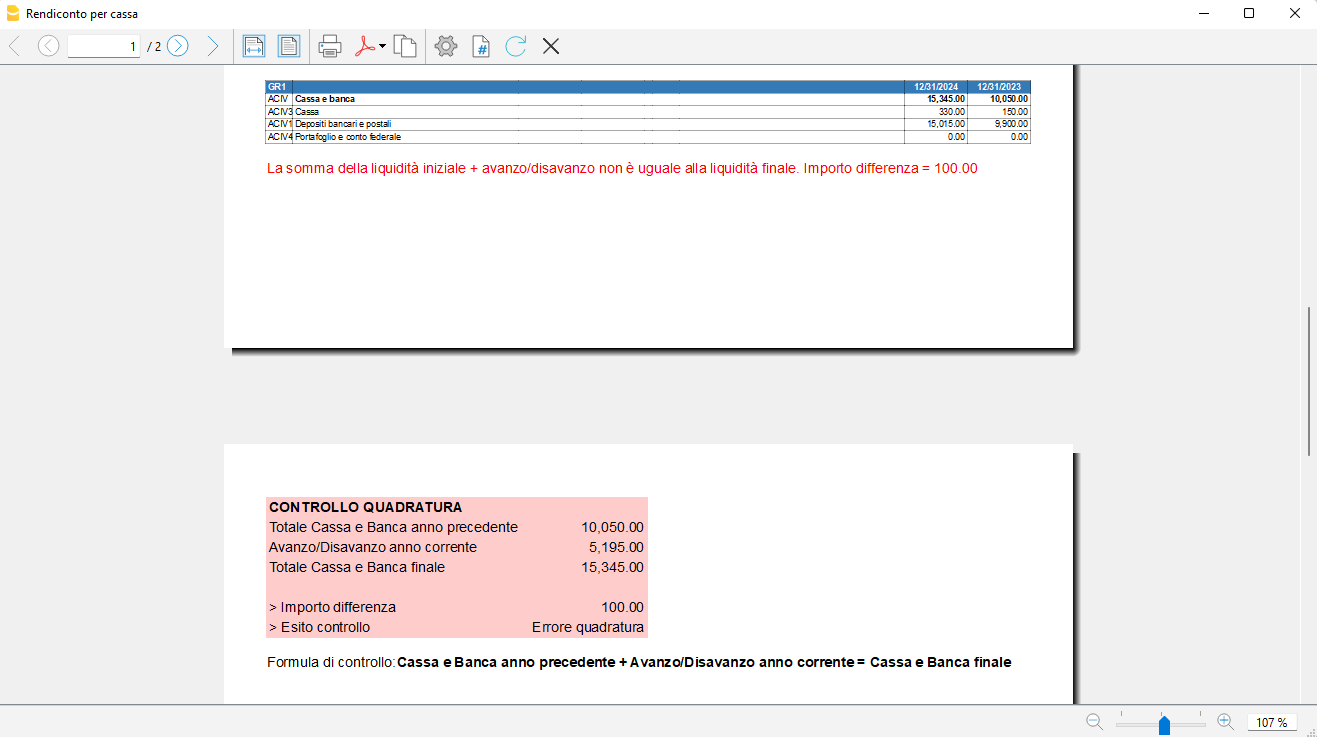 Rendiconto per cassa
1 / 2
#
GR1 12/31/2024 12/31/2023
ACIV Cassa e banca 15,345.00 10,050.00
ACIV3 Cassa 330.00 150.00
ACIV1 Depositi bancari e postali 15,015.00 9,900.00
ACIV4 Portafoglio e conto federale 0.00 0.00
La somma della liquidità iniziale + avanzo/disavanzo non è uguale alla liquidità finale. Importo differenza = 100.00
CONTROLLO QUADRATURA
Totale Cassa e Banca anno precedente 10,050.00
Avanzo/Disavanzo anno corrente 5,195.00
Totale Cassa e Banca finale 15,345.00
> Importo differenza 100.00
> Esito controllo Errore quadratura
Formula di controllo: Cassa e Banca anno precedente + Avanzo/Disavanzo anno corrente = Cassa e Banca finale
107 %